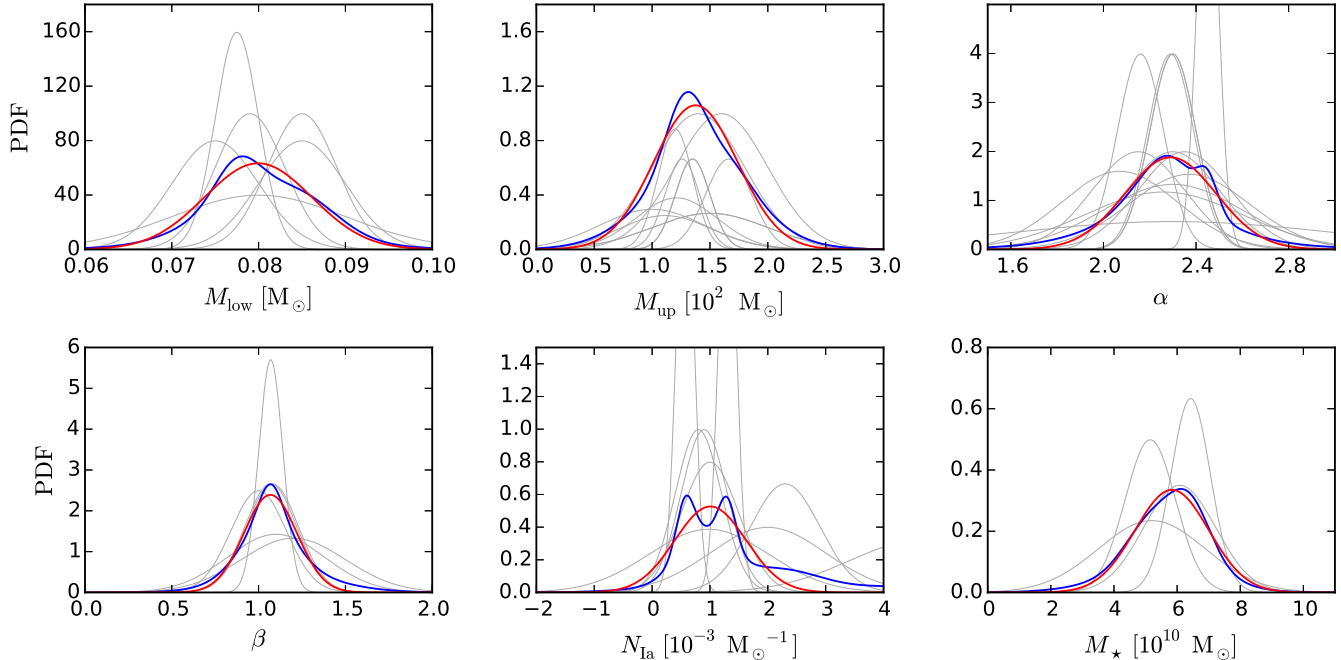 PDF
160
120
80
40
0
0.06 0.07 0.08 0.09 0.10
M_low [M_⊙]
1.6
1.2
0.8
0.4
0.0
0.0 0.5 1.0 1.5 2.0 2.5 3.0
M_up [10^2 M_⊙]
4
3
2
1
0
1.6 2.0 2.4 2.8
α
PDF
6
5
4
3
2
1
0
0.0 0.5 1.0 1.5 2.0
β
1.4
1.2
1.0
0.8
0.6
0.4
0.2
0.0
−2 −1 0 1 2 3 4
N_Ia [10^−3 M_⊙^−1]
0.8
0.6
0.4
0.2
0.0
0 2 4 6 8 10
M_⋆ [10^10 M_⊙]